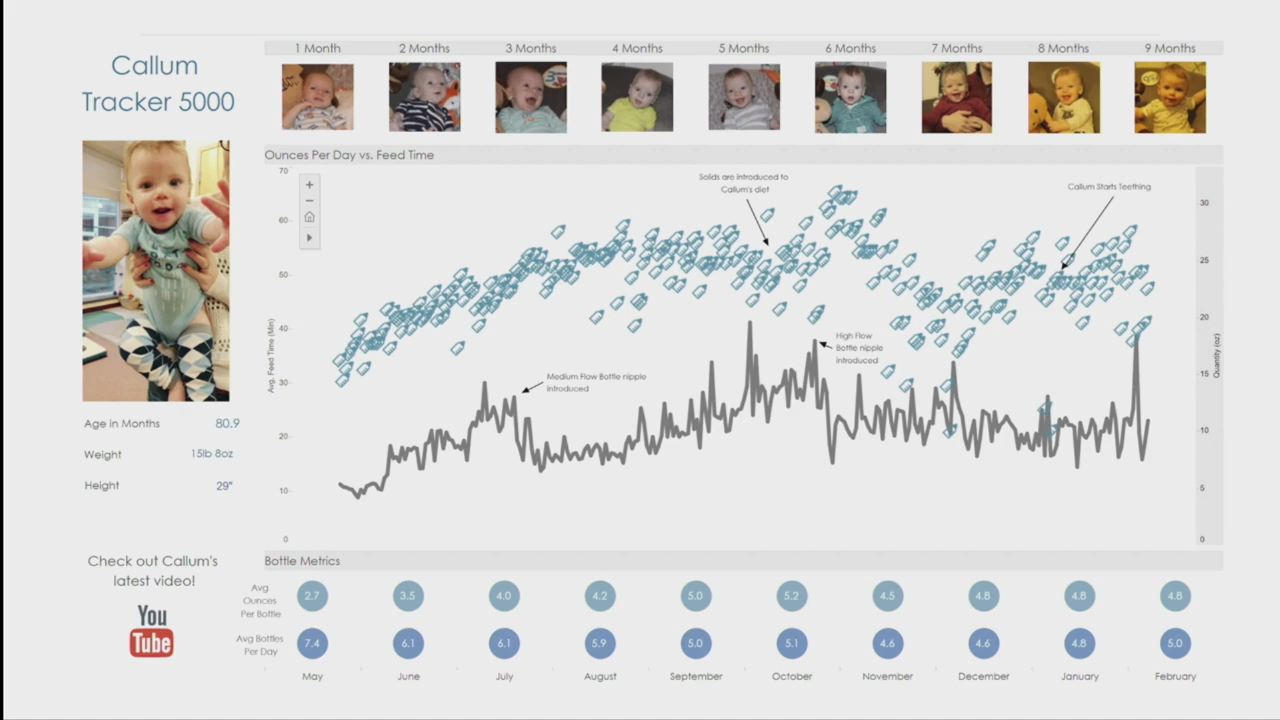 Callum
Tracker 5000
1 Month
2 Months
3 Months
4 Months
5 Months
6 Months
7 Months
8 Months
9 Months
Ounces Per Day vs. Feed Time
70
60
50
40
30
20
10
0
Avg. Feed Time (Min)
Solids are introduced to
Callum's diet
Callum Starts Teething
Medium Flow Bottle nipple
introduced
High Flow
Bottle nipple
introduced
30
25
20
15
10
5
0
Quantity (oz)
Age in Months 80.9
Weight 15lb 8oz
Height 29"
Check out Callum's
latest video!
You
Tube
Bottle Metrics
Avg
Ounces
Per Bottle
2.7 3.5 4.0 4.2 5.0 5.2 4.5 4.8 4.8 4.8
Avg Bottles
Per Day
7.4 6.1 6.1 5.9 5.0 5.1 4.6 4.6 4.8 5.0
May June July August September October November December January February